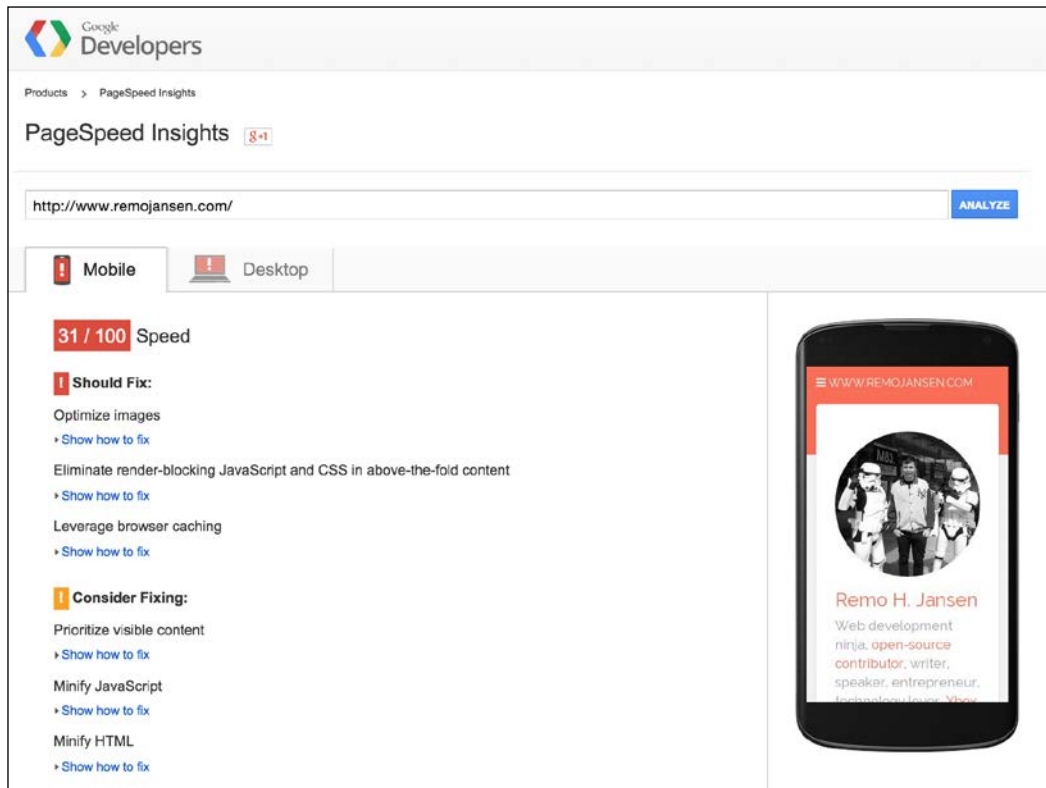 Google
Developers
Products > PageSpeed Insights
PageSpeed Insights g+1
http://www.remojansen.com/
ANALYZE
Mobile
Desktop
31 / 100 Speed
! Should Fix:
Optimize images
Show how to fix
Eliminate render-blocking JavaScript and CSS in above-the-fold content
Show how to fix
Leverage browser caching
Show how to fix
! Consider Fixing:
Prioritize visible content
Show how to fix
Minify JavaScript
Show how to fix
Minify HTML
Show how to fix
WWW.REMOJANSEN.COM
M82
Remo H. Jansen
Web development
ninja, open-source
contributor, writer,
speaker, entrepreneur,
technology lover, Xbox